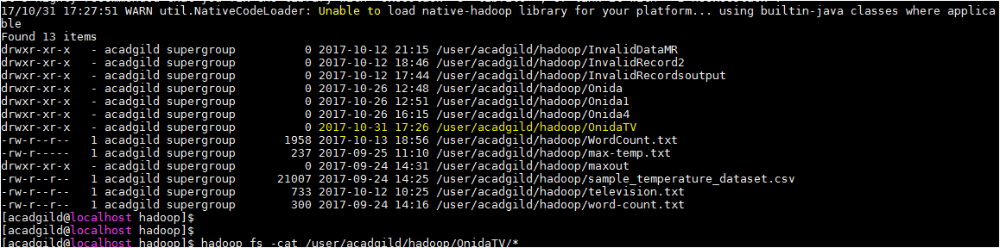 17/10/31 17:27:51 WARN util.NativeCodeLoader: Unable to load native-hadoop library for your platform... using builtin-java classes where applica
ble
Found 13 items
drwxr-xr-x   - acadgild supergroup          0 2017-10-12 21:15 /user/acadgild/hadoop/InvalidDataMR
drwxr-xr-x   - acadgild supergroup          0 2017-10-12 18:46 /user/acadgild/hadoop/InvalidRecord2
drwxr-xr-x   - acadgild supergroup          0 2017-10-12 17:44 /user/acadgild/hadoop/InvalidRecordsoutput
drwxr-xr-x   - acadgild supergroup          0 2017-10-26 12:48 /user/acadgild/hadoop/Onida
drwxr-xr-x   - acadgild supergroup          0 2017-10-26 12:51 /user/acadgild/hadoop/Onida1
drwxr-xr-x   - acadgild supergroup          0 2017-10-26 16:15 /user/acadgild/hadoop/Onida4
drwxr-xr-x   - acadgild supergroup          0 2017-10-31 17:26 /user/acadgild/hadoop/OnidaTV
-rw-r--r--   1 acadgild supergroup       1958 2017-10-13 18:56 /user/acadgild/hadoop/WordCount.txt
-rw-r-----   1 acadgild supergroup        237 2017-09-25 11:10 /user/acadgild/hadoop/max-temp.txt
drwxr-xr-x   - acadgild supergroup          0 2017-09-24 14:31 /user/acadgild/hadoop/maxout
-rw-r--r--   1 acadgild supergroup      21007 2017-09-24 14:25 /user/acadgild/hadoop/sample_temperature_dataset.csv
-rw-r--r--   1 acadgild supergroup        733 2017-10-12 10:25 /user/acadgild/hadoop/television.txt
-rw-r--r--   1 acadgild supergroup        300 2017-09-24 14:16 /user/acadgild/hadoop/word-count.txt
[acadgild@localhost hadoop]$
[acadgild@localhost hadoop]$
[acadgild@localhost hadoop]$ hadoop fs -cat /user/acadgild/hadoop/OnidaTV/*